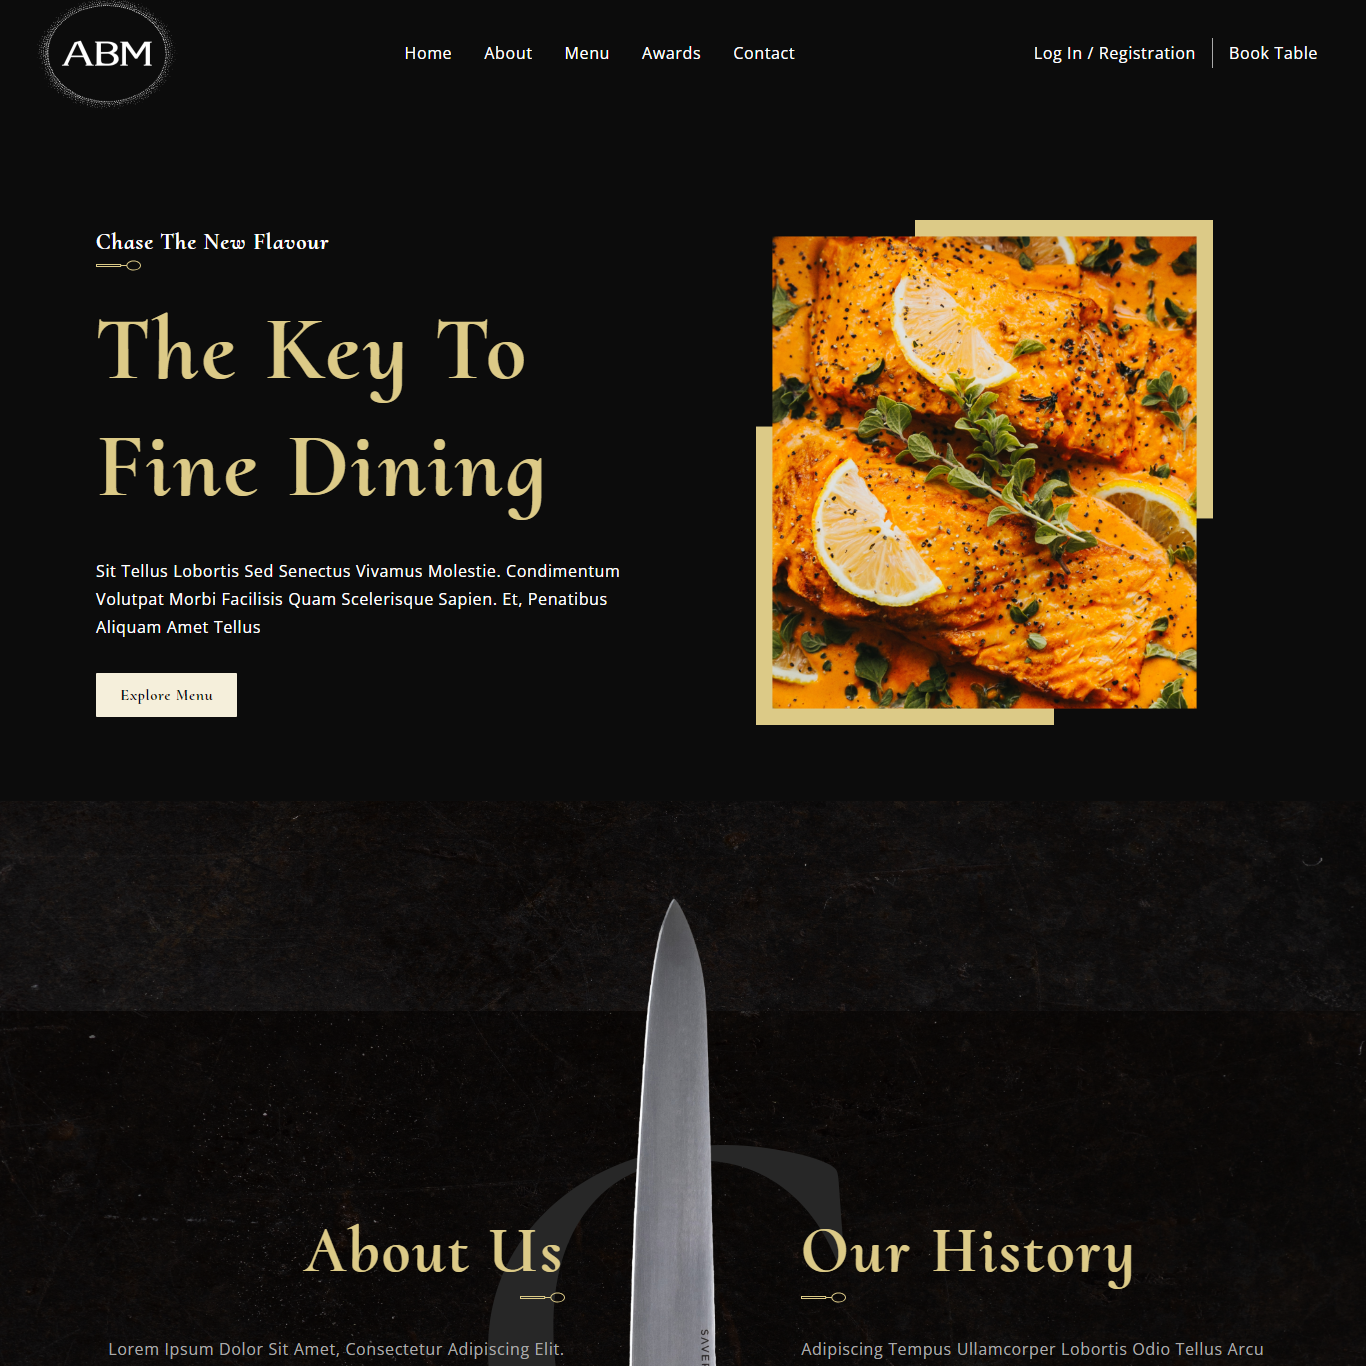 ABM
Home
About
Menu
Awards
Contact
Log In / Registration
Book Table
Chase The New Flavour
The Key To
Fine Dining
Sit Tellus Lobortis Sed Senectus Vivamus Molestie. Condimentum
Volutpat Morbi Facilisis Quam Scelerisque Sapien. Et, Penatibus
Aliquam Amet Tellus
Explore Menu
G
About Us
Our History
Lorem Ipsum Dolor Sit Amet, Consectetur Adipiscing Elit.
Adipiscing Tempus Ullamcorper Lobortis Odio Tellus Arcu